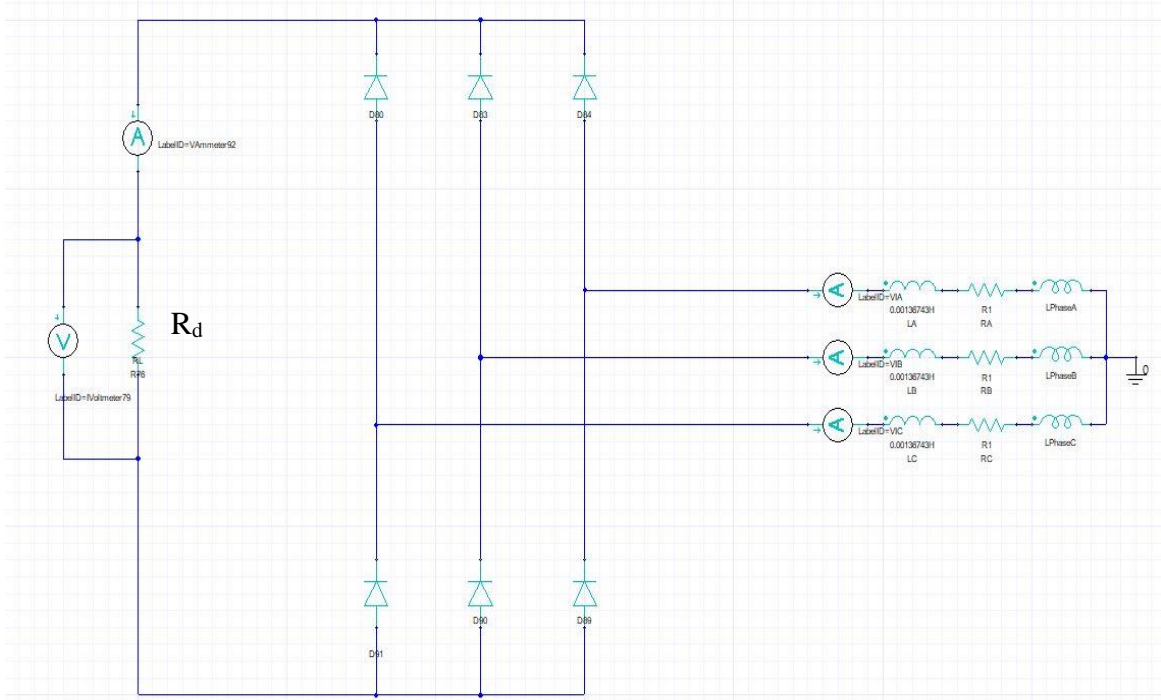 D80
D83
D84
A
LabelID=VAmmeter92
A
LabelID=VIA
0.00136743H
LA
R1
RA
LPhaseA
Rd
V
RL
R76
LabelID=IVoltmeter79
A
LabelID=VIB
0.00136743H
LB
R1
RB
LPhaseB
0
A
LabelID=VIC
0.00136743H
LC
R1
RC
LPhaseC
D91
D90
D89